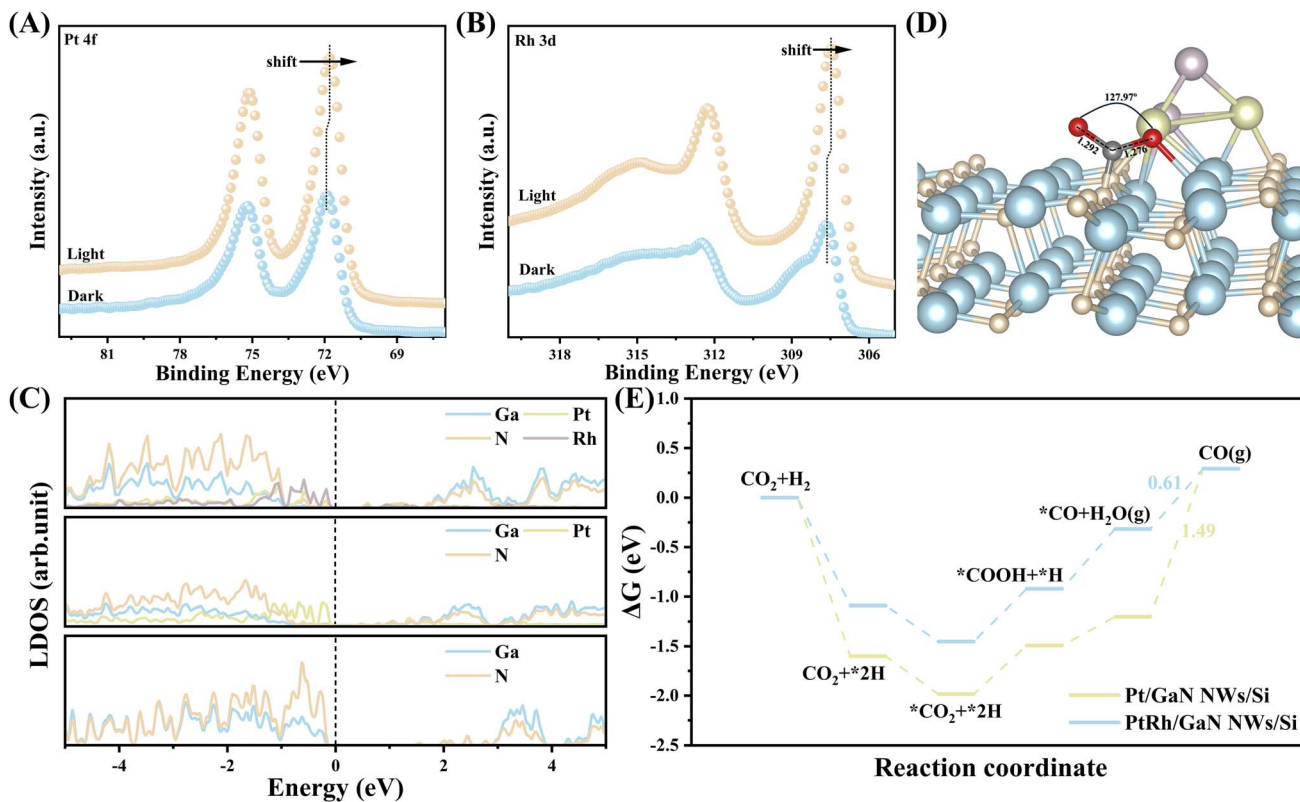 (A)
Pt 4f
shift
Light
Dark
Intensity (a.u.)
81 78 75 72 69
Binding Energy (eV)
(B)
Rh 3d
shift
Light
Dark
Intensity (a.u.)
318 315 312 309 306
Binding Energy (eV)
(D)
127.97°
1.292
1.276
(C)
Ga Pt
N Rh
Ga Pt
N
Ga
N
LDOS (arb.unit)
-4 -2 0 2 4
Energy (eV)
(E)
1.0
0.5
0.0
-0.5
-1.0
-1.5
-2.0
-2.5
ΔG (eV)
CO₂+H₂
CO₂+*2H
*CO₂+*2H
*COOH+*H
*CO+H₂O(g)
CO(g)
0.61
1.49
Pt/GaN NWs/Si
PtRh/GaN NWs/Si
Reaction coordinate